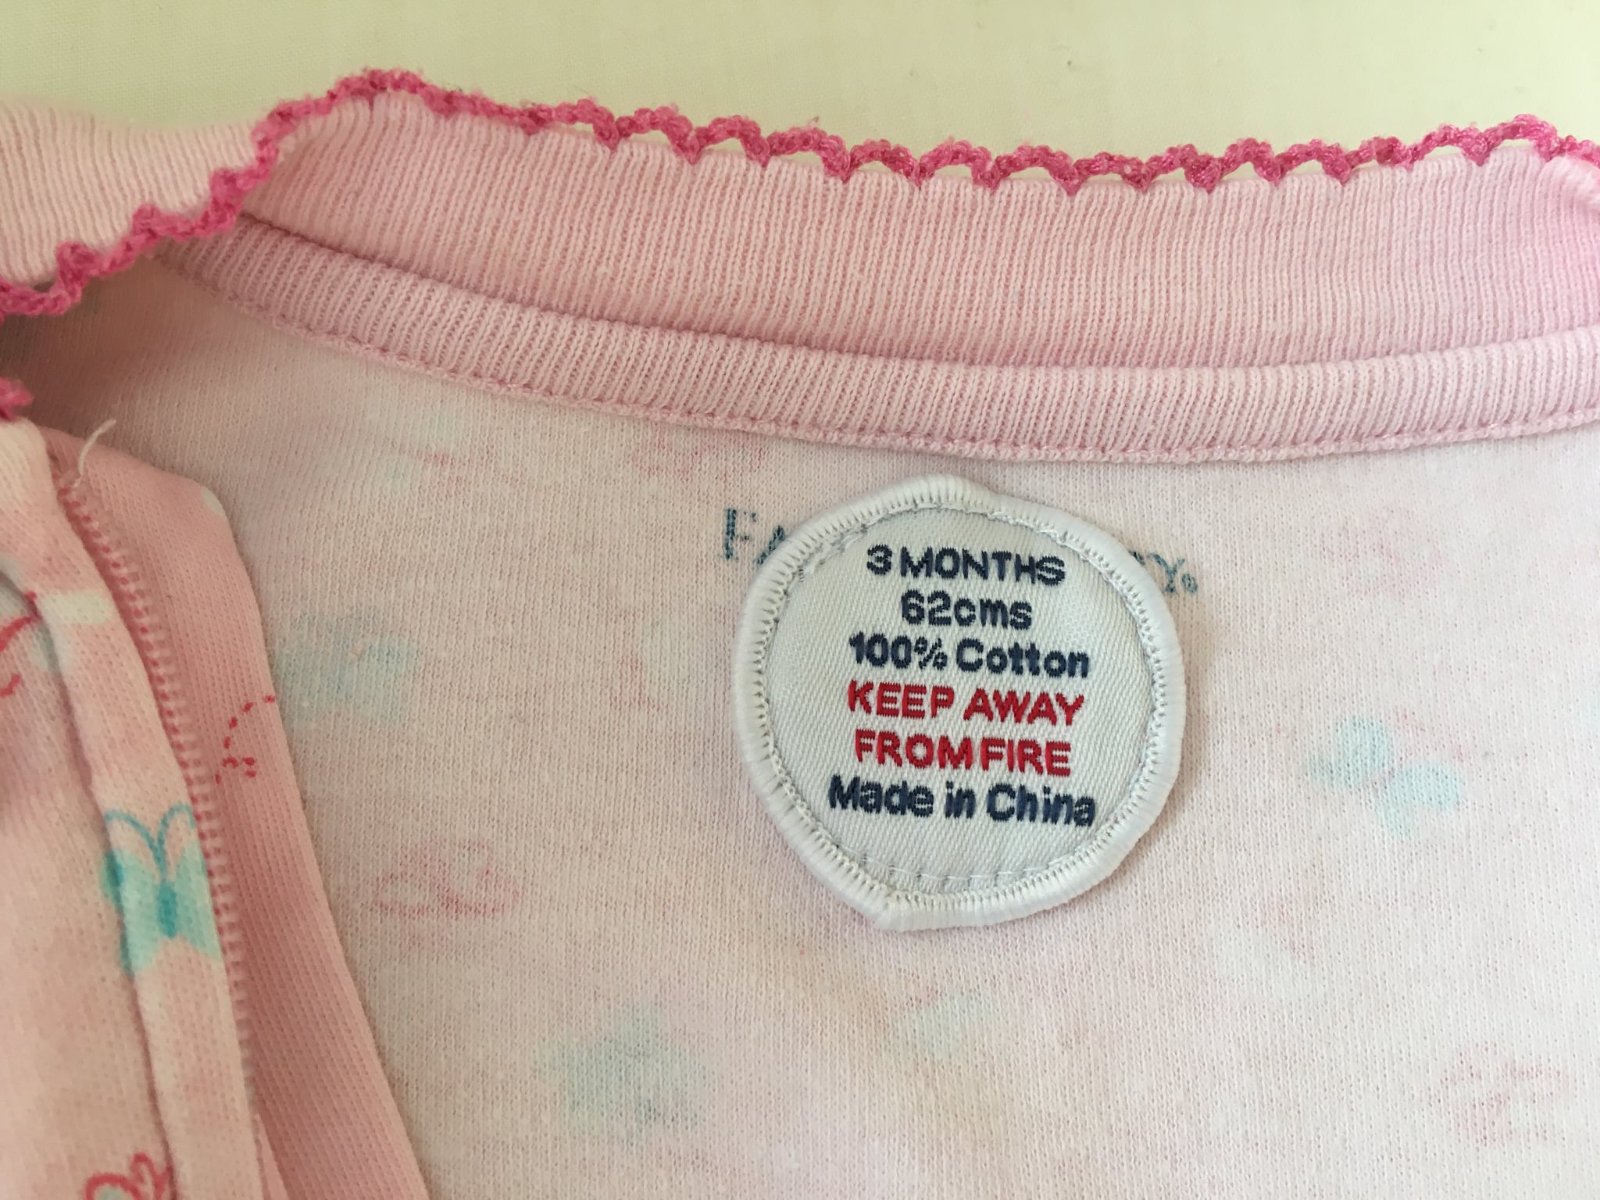 3 MONTHS
62cms
100% Cotton
KEEP AWAY
FROM FIRE
Made in China